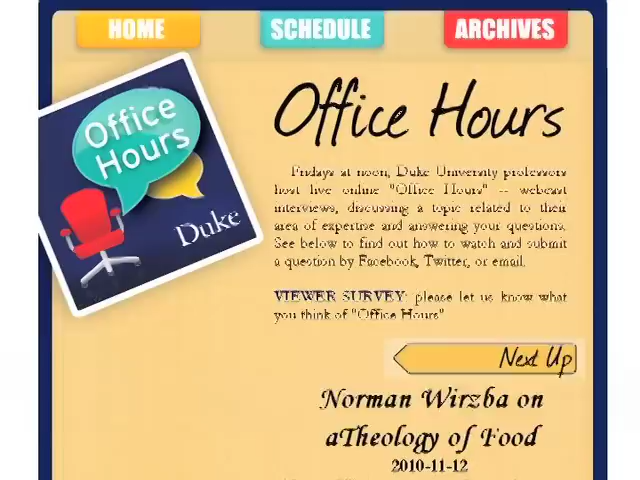 HOME SCHEDULE ARCHIVES
Office
Hours
Duke
Office Hours
Fridays at noon, Duke University professors
host live online "Office Hours" -- webcast
interviews, discussing a topic related to their
area of expertise and answering your questions.
See below to find out how to watch and submit
a question by Facebook, Twitter, or email.
VIEWER SURVEY: please let us know what
you think of "Office Hours"
Next Up
Norman Wirzba on
aTheology of Food
2010-11-12